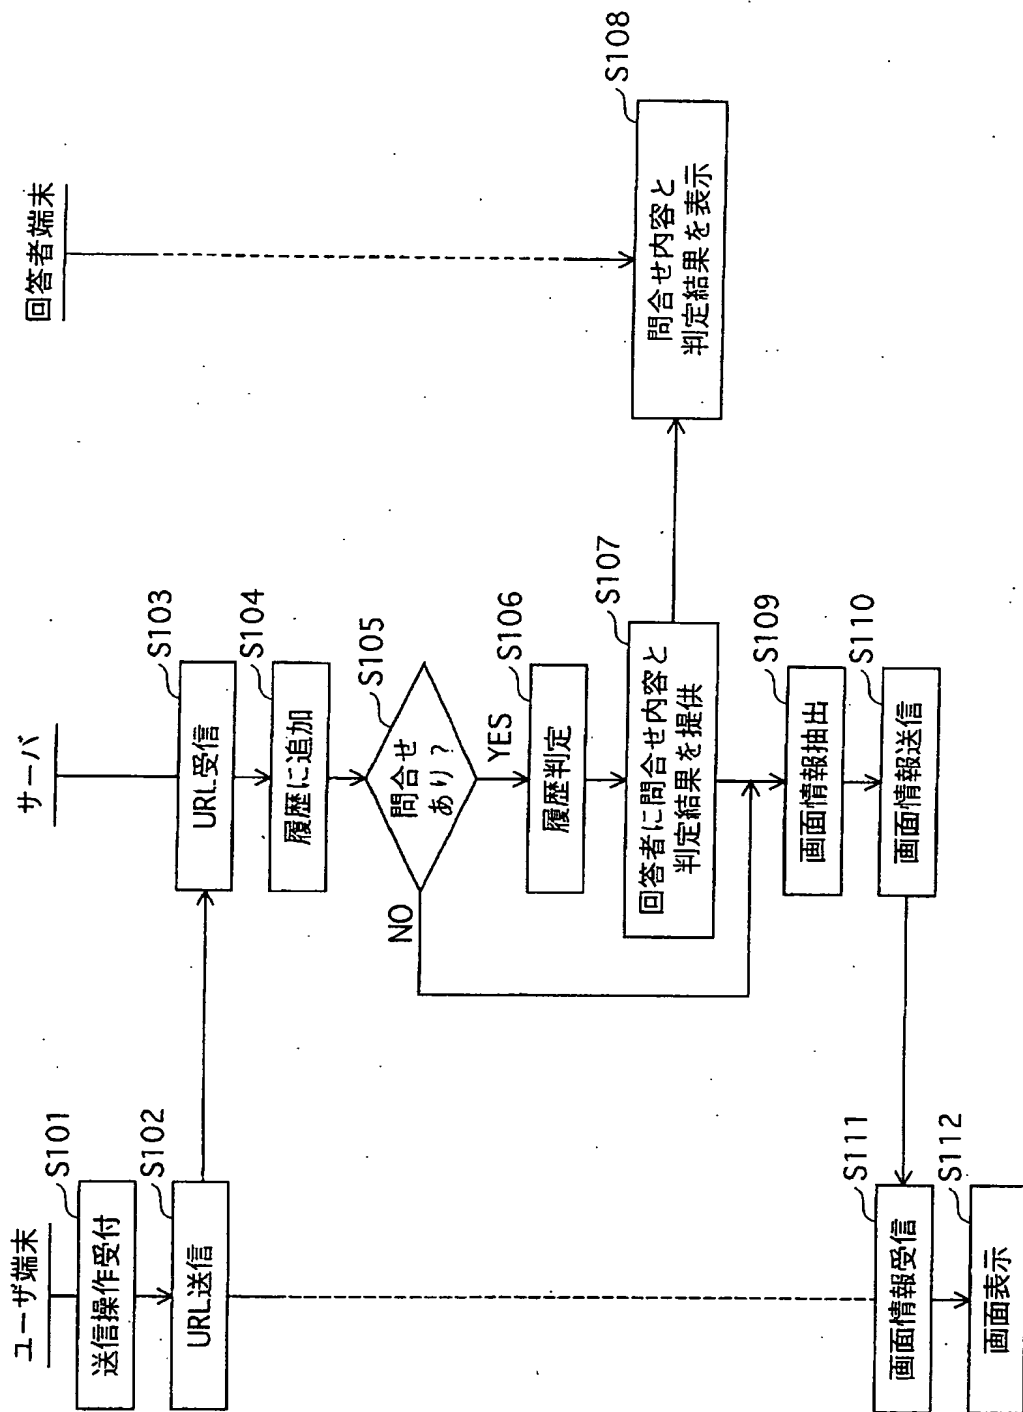 ユーザ端末
サーバ
回答者端末
S101
送信操作受付
S102
URL送信
S103
URL受信
S104
履歴に追加
S105
問合せ
あり？
YES
NO
S106
履歴判定
S107
回答者に問合せ内容と
判定結果を提供
S108
問合せ内容と
判定結果を表示
S109
画面情報抽出
S110
画面情報送信
S111
画面情報受信
S112
画面表示